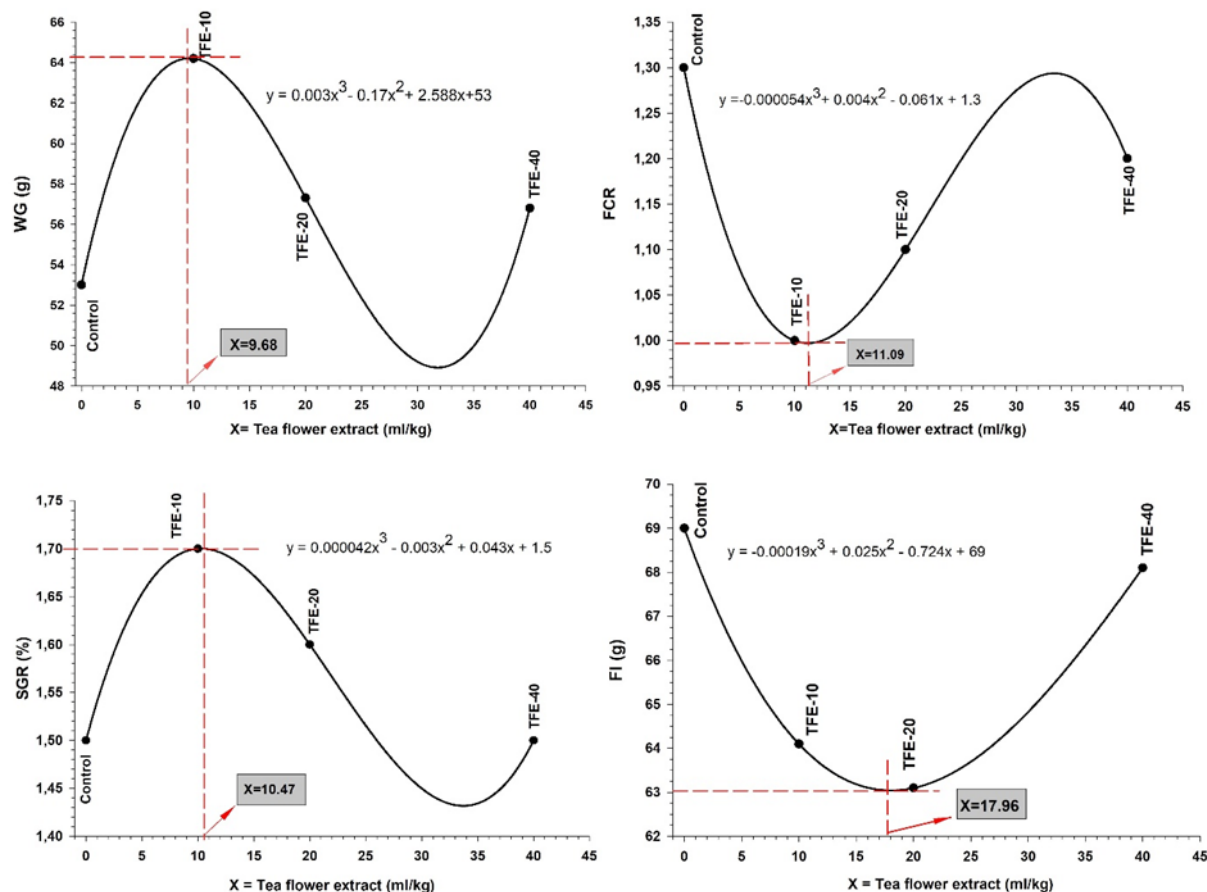 WG (g)
66
64
62
60
58
56
54
52
50
48
Control
TFE-10
TFE-20
TFE-40
y = 0.003x³- 0.17x²+ 2.588x+53
X=9.68
0 5 10 15 20 25 30 35 40 45
X= Tea flower extract (ml/kg)
FCR
1,35
1,30
1,25
1,20
1,15
1,10
1,05
1,00
0,95
Control
TFE-10
TFE-20
TFE-40
y =-0.000054x³+ 0.004x² - 0.061x + 1.3
X=11.09
0 5 10 15 20 25 30 35 40 45
X=Tea flower extract (ml/kg)
SGR (%)
1,75
1,70
1,65
1,60
1,55
1,50
1,45
1,40
Control
TFE-10
TFE-20
TFE-40
y = 0.000042x³ - 0.003x² + 0.043x + 1.5
X=10.47
0 5 10 15 20 25 30 35 40 45
X = Tea flower extract (ml/kg)
FI (g)
70
69
68
67
66
65
64
63
62
Control
TFE-10
TFE-20
TFE-40
y = -0.00019x³ + 0.025x² - 0.724x + 69
X=17.96
0 5 10 15 20 25 30 35 40 45
X = Tea flower extract (ml/kg)